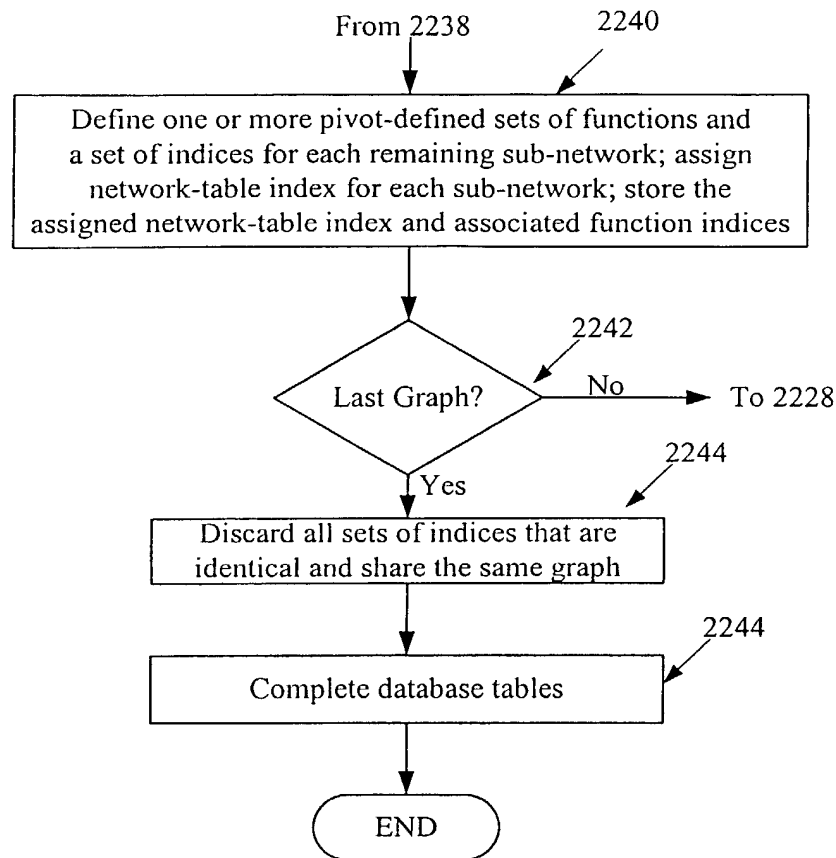 From 2238
2240
Define one or more pivot-defined sets of functions and
a set of indices for each remaining sub-network; assign
network-table index for each sub-network; store the
assigned network-table index and associated function indices
2242
Last Graph?
No
To 2228
2244
Yes
Discard all sets of indices that are
identical and share the same graph
2244
Complete database tables
END